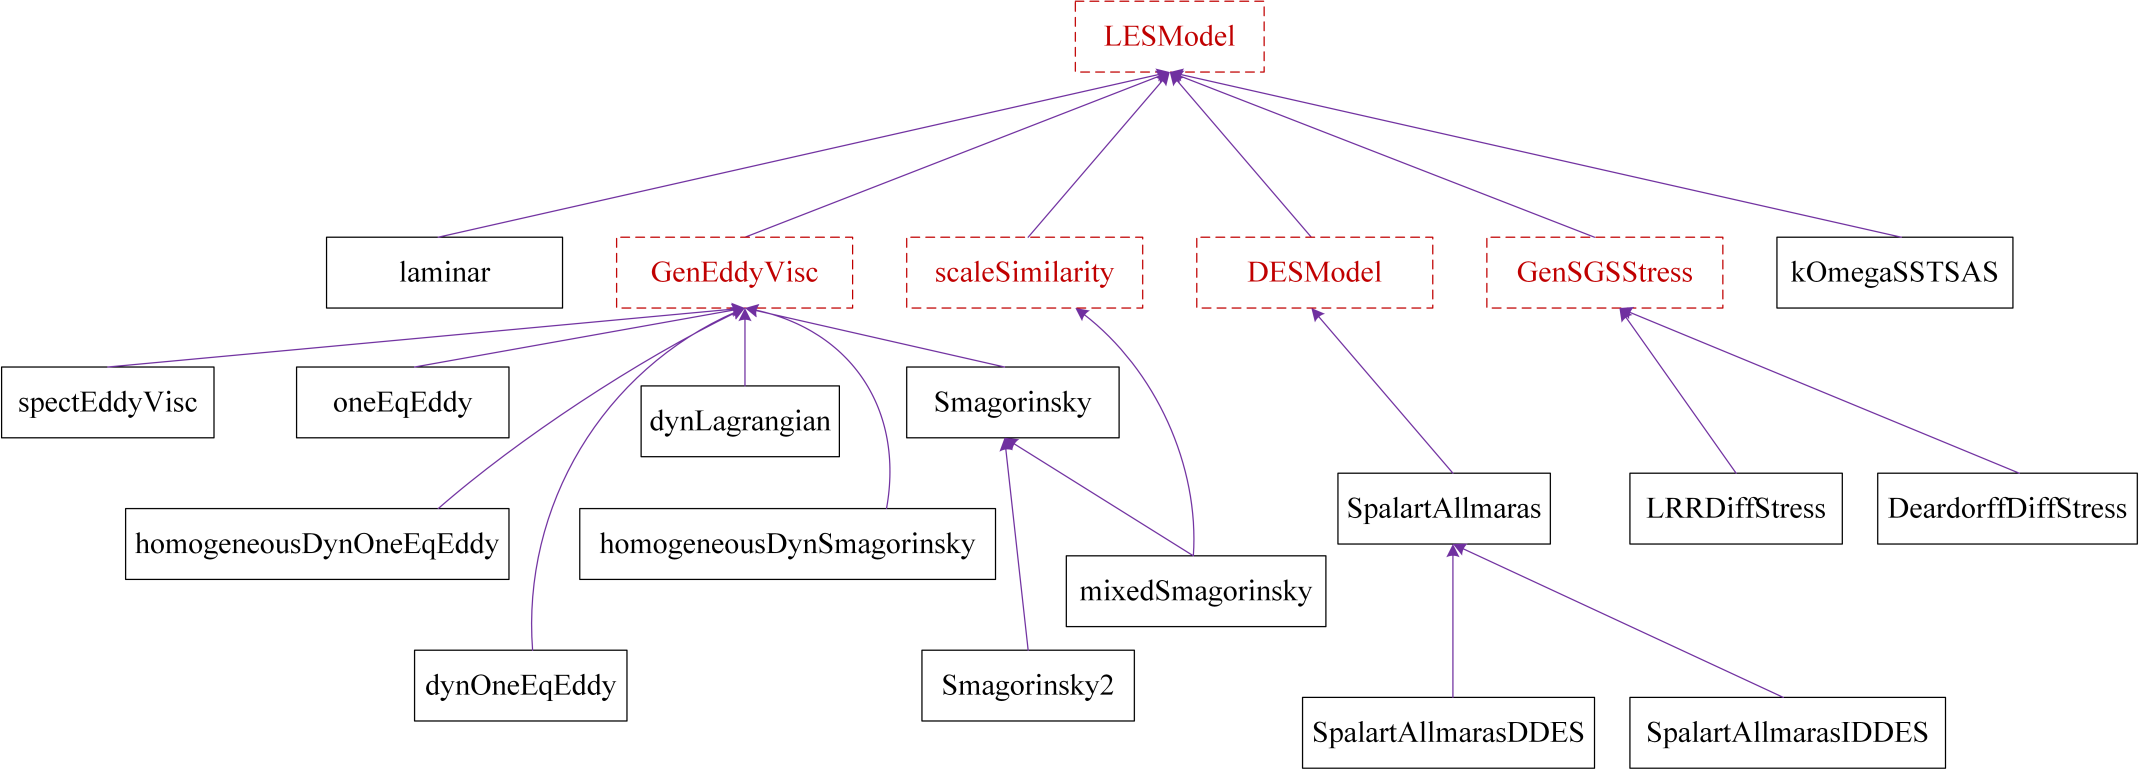 LESModel
laminar
GenEddyVisc
scaleSimilarity
DESModel
GenSGSStress
kOmegaSSTSAS
spectEddyVisc
oneEqEddy
dynLagrangian
Smagorinsky
SpalartAllmaras
LRRDiffStress
DeardorffDiffStress
homogeneousDynOneEqEddy
homogeneousDynSmagorinsky
mixedSmagorinsky
dynOneEqEddy
Smagorinsky2
SpalartAllmarasDDES
SpalartAllmarasIDDES